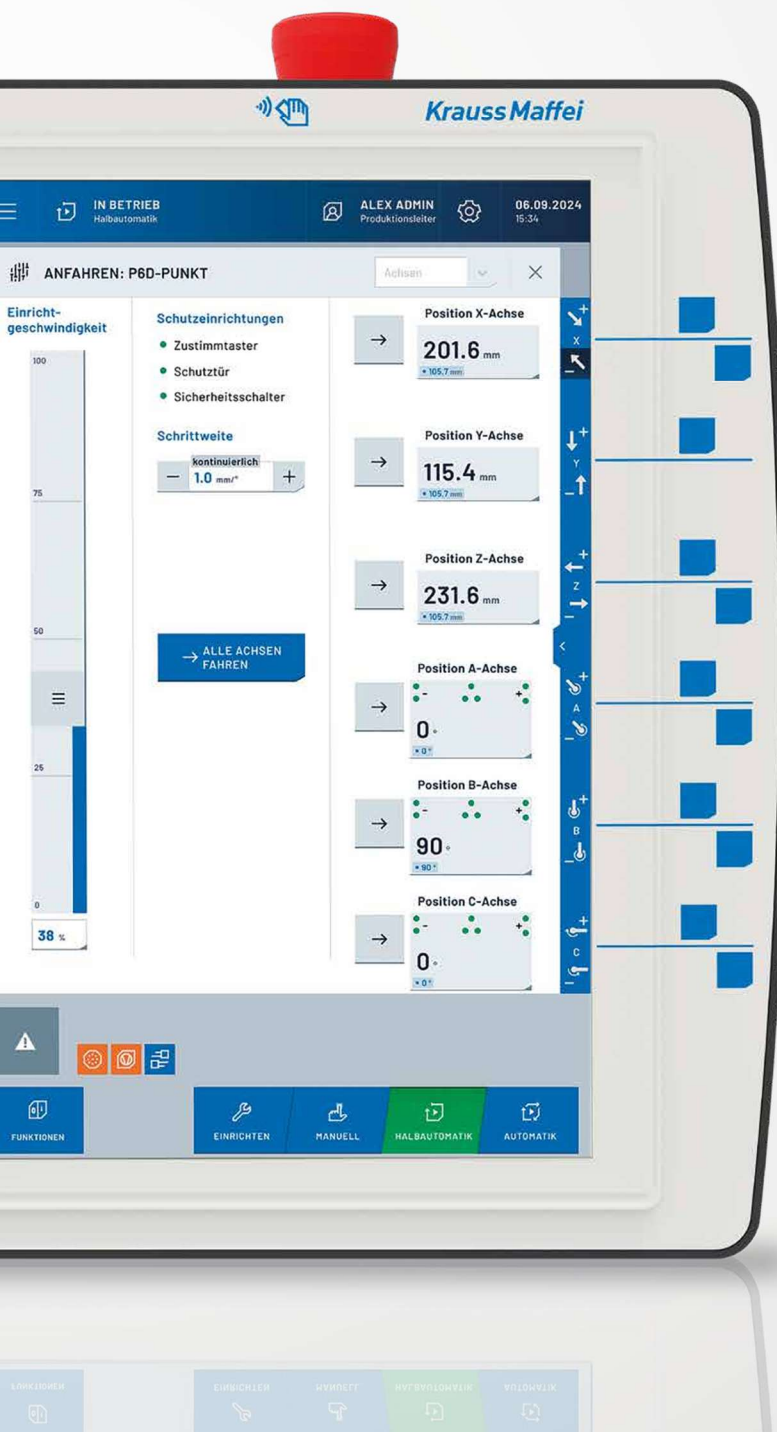 Krauss Maffei
IN BETRIEB
Halbautomatik
ALEX ADMIN
Produktionsleiter
06.09.2024
15:34
ANFAHREN: P6D-PUNKT
Achsen
Einricht-
geschwindigkeit
100
75
50
25
0
38 %
Schutzeinrichtungen
Zustimmtaster
Schutztür
Sicherheitsschalter
Schrittweite
kontinuierlich
− 1.0 mm/° +
→ ALLE ACHSEN
FAHREN
Position X-Achse
→ 201.6 mm
105.7 mm
Position Y-Achse
→ 115.4 mm
105.7 mm
Position Z-Achse
→ 231.6 mm
105.7 mm
Position A-Achse
- +
→ 0 °
0 °
Position B-Achse
- +
→ 90 °
90 °
Position C-Achse
- +
→ 0 °
0 °
+
X
−
+
Y
−
+
Z
−
+
A
−
+
B
−
+
C
−
FUNKTIONEN
EINRICHTEN
MANUELL
HALBAUTOMATIK
AUTOMATIK